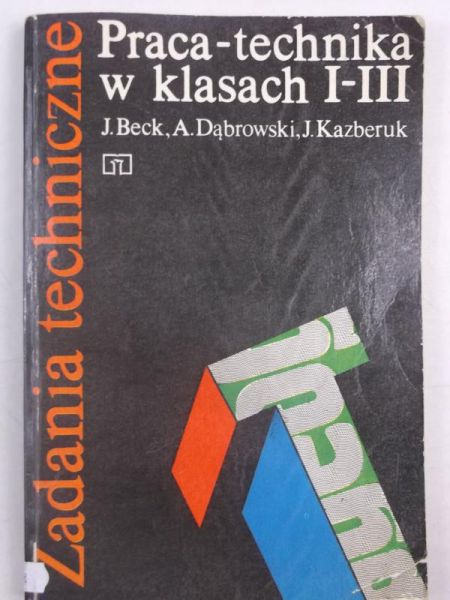 Praca-technika
w klasach I-III
J. Beck, A. Dąbrowski, J. Kazberuk
Zadania techniczne